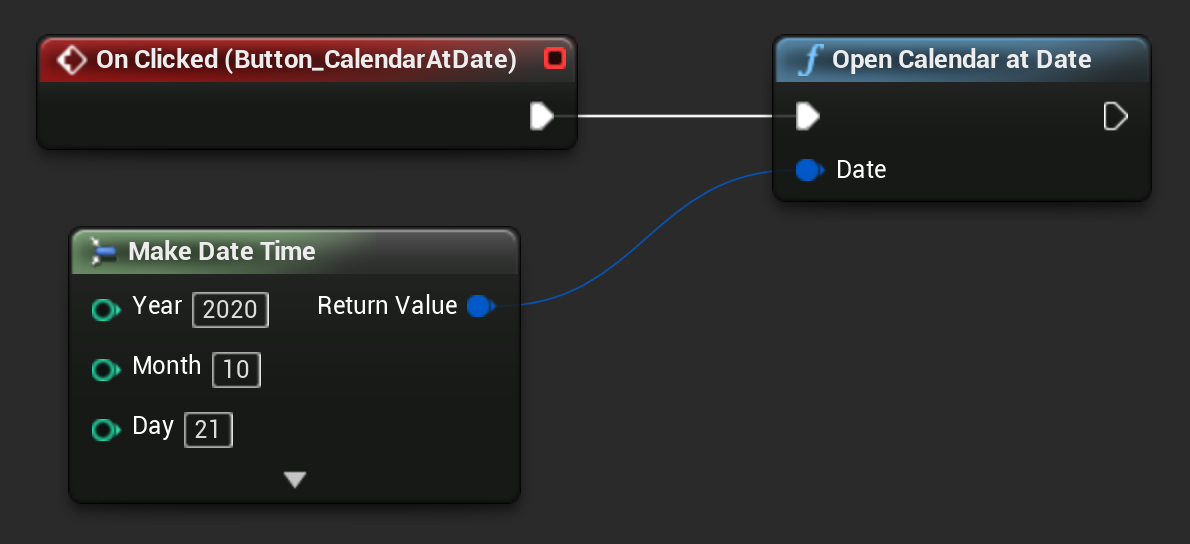 On Clicked (Button_CalendarAtDate)
Open Calendar at Date
Date
Make Date Time
Year 2020 Return Value
Month 10
Day 21